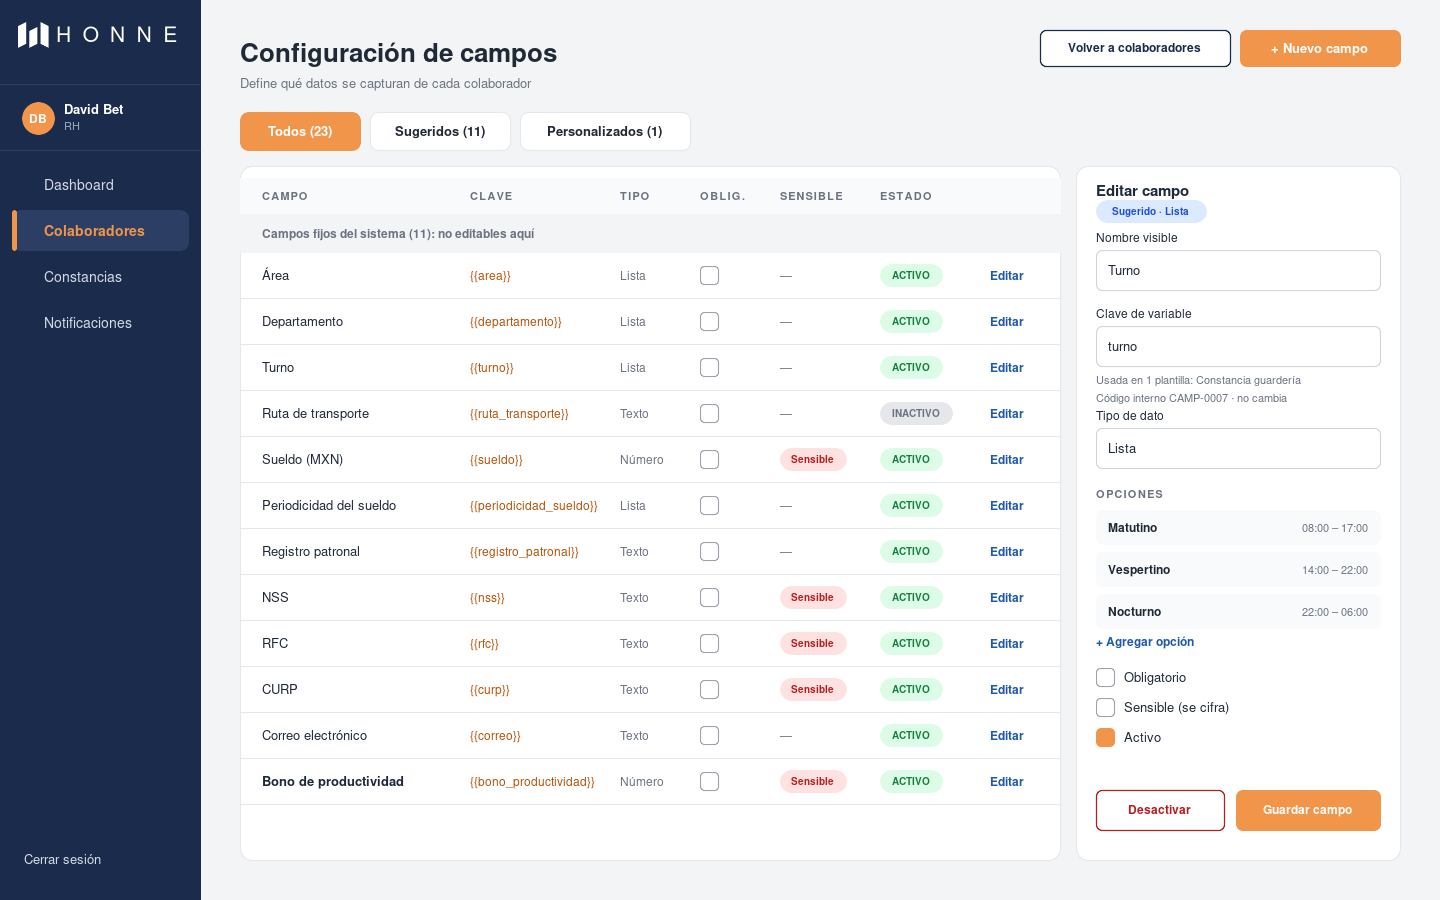 HONNE
DB
David Bet
RH
Dashboard
Colaboradores
Constancias
Notificaciones
Cerrar sesión
Configuración de campos
Define qué datos se capturan de cada colaborador
Volver a colaboradores
+ Nuevo campo
Todos (23)
Sugeridos (11)
Personalizados (1)
CAMPO CLAVE TIPO OBLIG. SENSIBLE ESTADO
Campos fijos del sistema (11): no editables aquí
Área {{area}} Lista — ACTIVO Editar
Departamento {{departamento}} Lista — ACTIVO Editar
Turno {{turno}} Lista — ACTIVO Editar
Ruta de transporte {{ruta_transporte}} Texto — INACTIVO Editar
Sueldo (MXN) {{sueldo}} Número Sensible ACTIVO Editar
Periodicidad del sueldo {{periodicidad_sueldo}} Lista — ACTIVO Editar
Registro patronal {{registro_patronal}} Texto — ACTIVO Editar
NSS {{nss}} Texto Sensible ACTIVO Editar
RFC {{rfc}} Texto Sensible ACTIVO Editar
CURP {{curp}} Texto Sensible ACTIVO Editar
Correo electrónico {{correo}} Texto — ACTIVO Editar
Bono de productividad {{bono_productividad}} Número Sensible ACTIVO Editar
Editar campo
Sugerido · Lista
Nombre visible
Turno
Clave de variable
turno
Usada en 1 plantilla: Constancia guardería
Código interno CAMP-0007 · no cambia
Tipo de dato
Lista
OPCIONES
Matutino 08:00 – 17:00
Vespertino 14:00 – 22:00
Nocturno 22:00 – 06:00
+ Agregar opción
Obligatorio
Sensible (se cifra)
Activo
Desactivar
Guardar campo